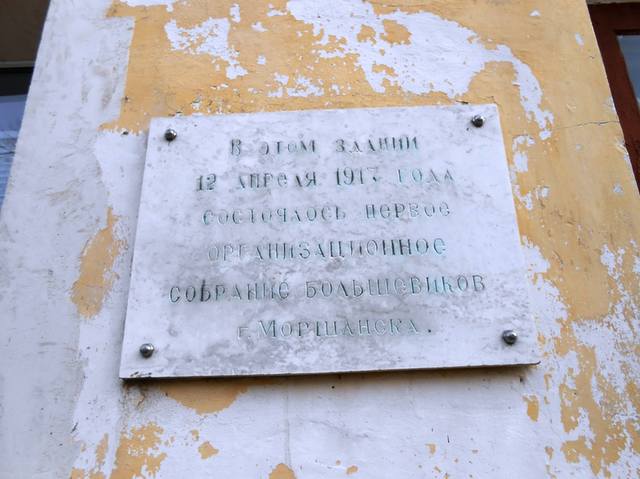 В этом здании
12 апреля 1917 года
состоялось первое
организационное
собрание большевиков
г. Моршанска.